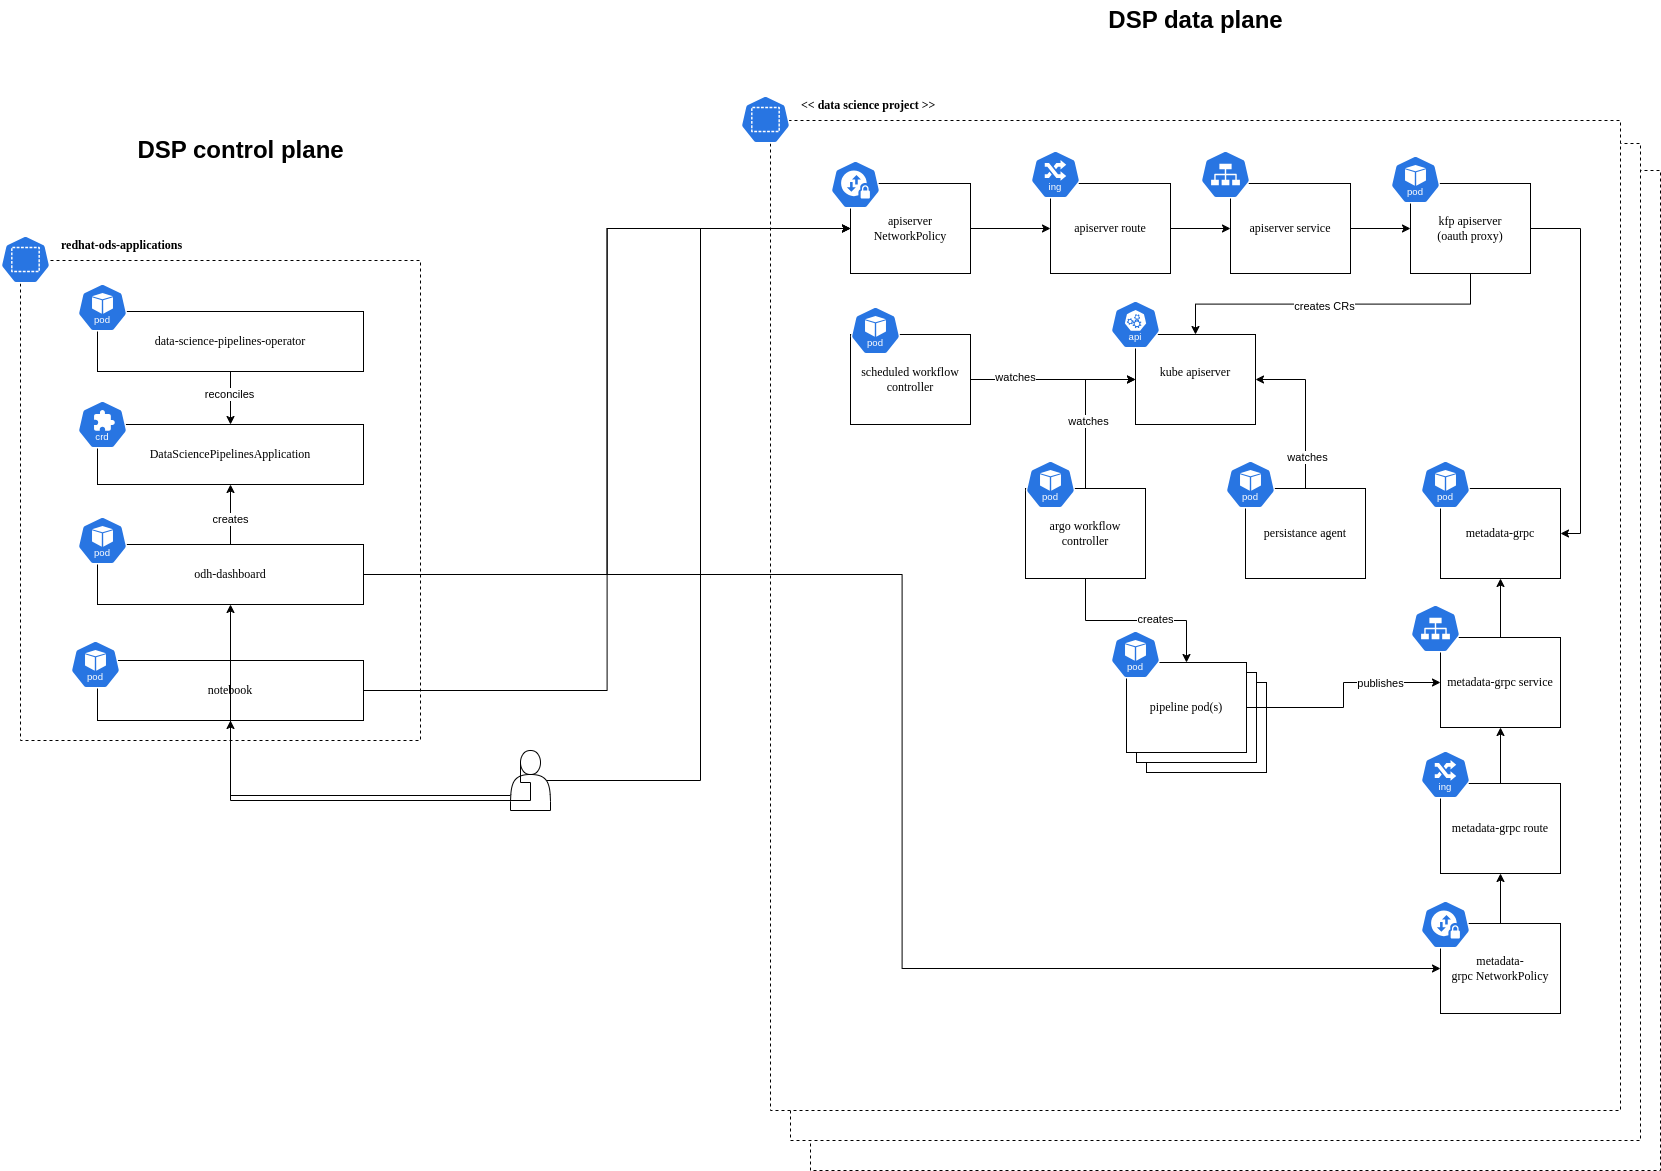 DSP data plane
<< data science project >>
DSP control plane
redhat-ods-applications
pod
data-science-pipelines-operator
reconciles
crd
DataSciencePipelinesApplication
creates
pod
odh-dashboard
pod
notebook
apiserver
NetworkPolicy
ing
apiserver route
apiserver service
pod
kfp apiserver
(oauth proxy)
creates CRs
pod
scheduled workflow
controller
watches
api
kube apiserver
watches
watches
pod
argo workflow
controller
pod
persistance agent
pod
metadata-grpc
creates
pod
pipeline pod(s)
publishes
metadata-grpc service
ing
metadata-grpc route
metadata-
grpc NetworkPolicy